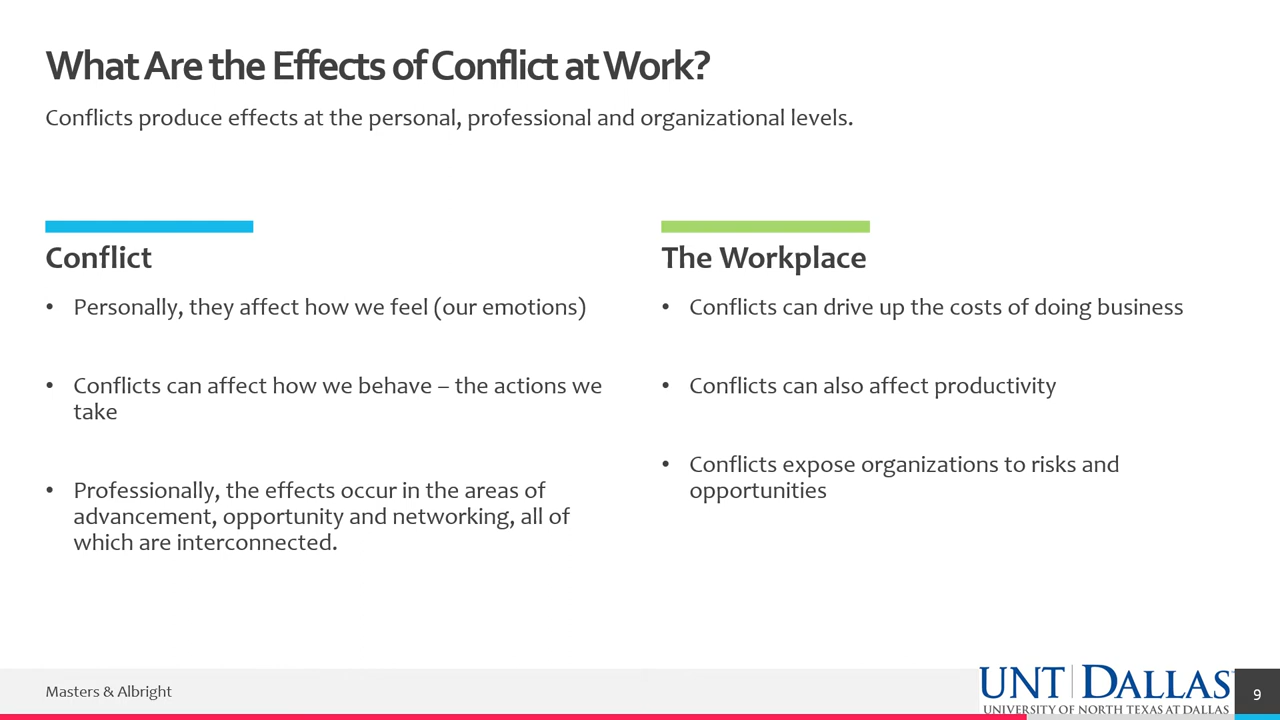 What Are the Effects of Conflict at Work?
Conflicts produce effects at the personal, professional and organizational levels.
Conflict
• Personally, they affect how we feel (our emotions)
• Conflicts can affect how we behave – the actions we
take
• Professionally, the effects occur in the areas of
advancement, opportunity and networking, all of
which are interconnected.
The Workplace
• Conflicts can drive up the costs of doing business
• Conflicts can also affect productivity
• Conflicts expose organizations to risks and
opportunities
Masters & Albright
UNT DALLAS
UNIVERSITY OF NORTH TEXAS AT DALLAS
9